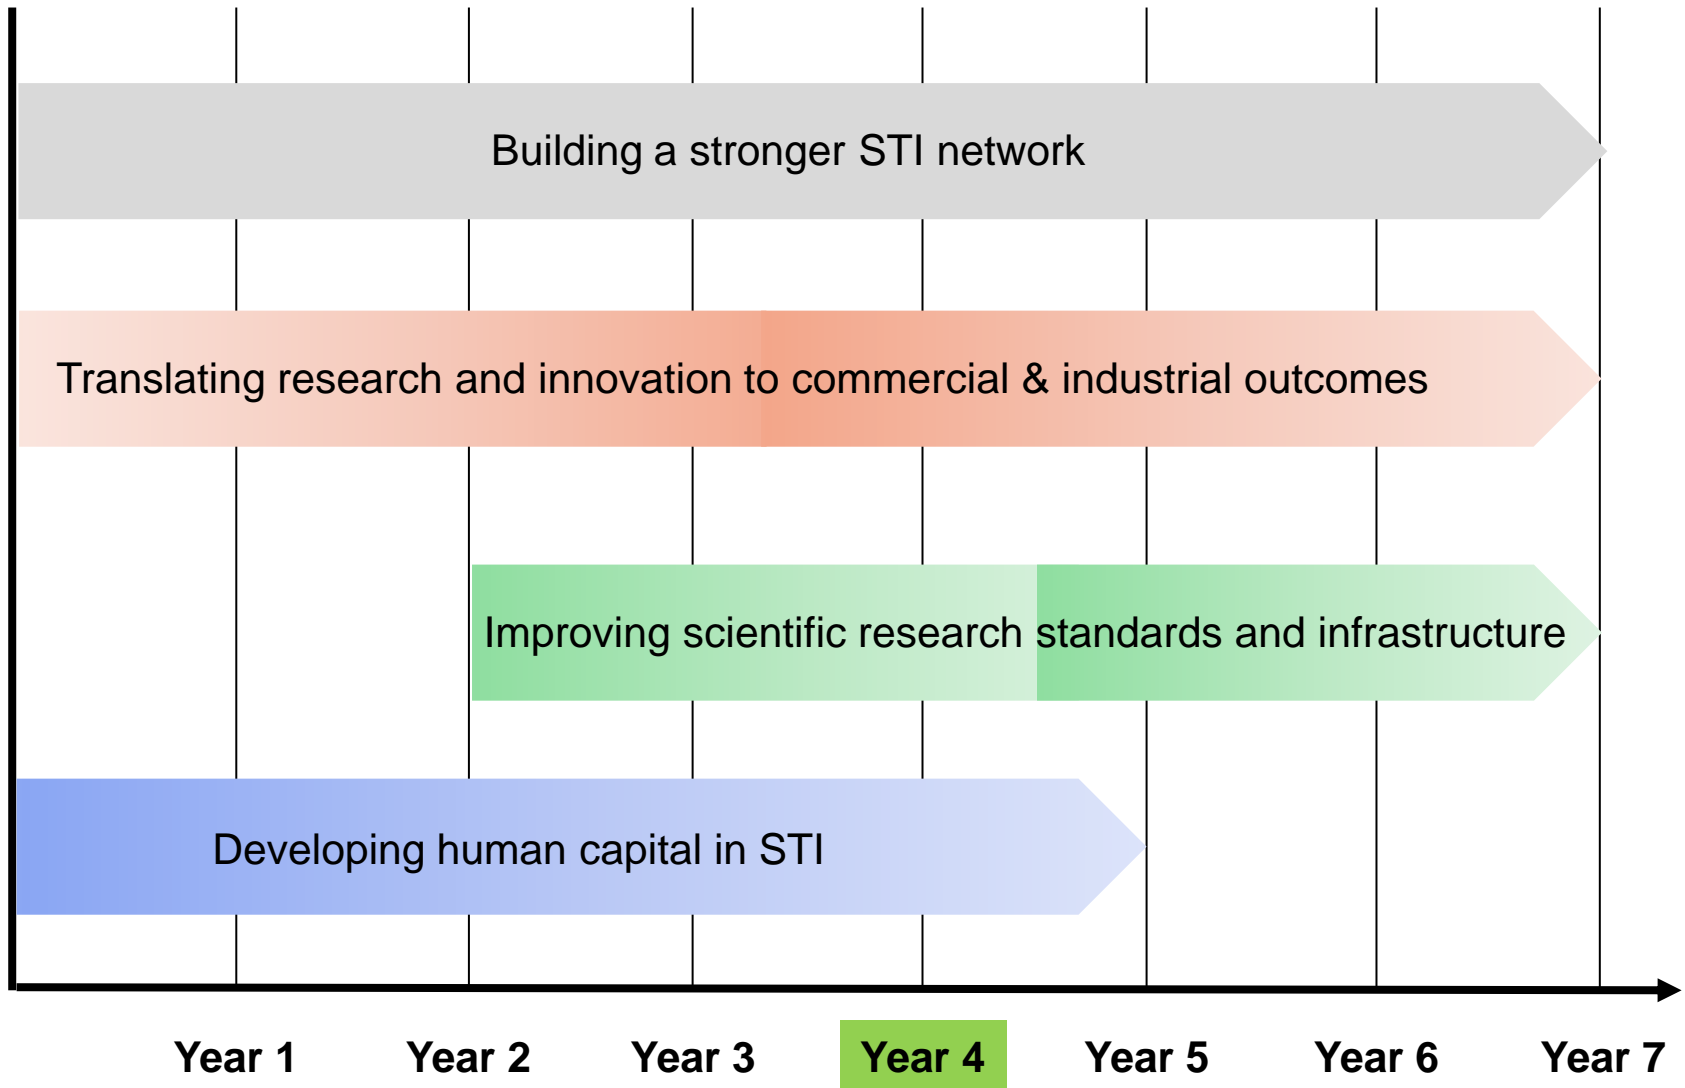 Building a stronger STI network
Translating research and innovation to commercial & industrial outcomes
Improving scientific research standards and infrastructure
Developing human capital in STI
Year 1 Year 2 Year 3 Year 4 Year 5 Year 6 Year 7